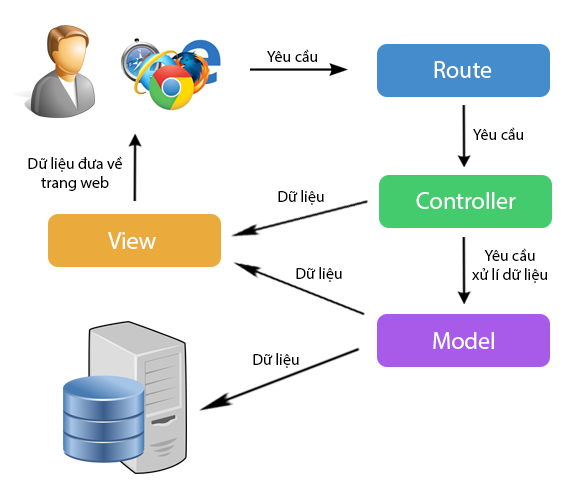 Yêu cầu
Route
Yêu cầu
Dữ liệu đưa về
trang web
Dữ liệu
Controller
View
Yêu cầu
xử lí dữ liệu
Dữ liệu
Model
Dữ liệu